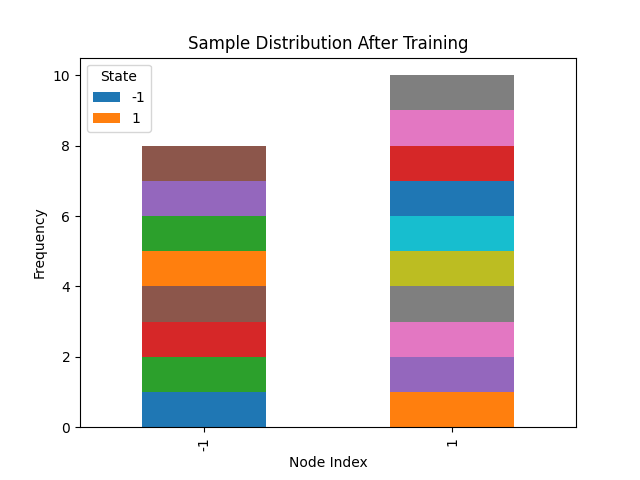 Sample Distribution After Training
State
-1
1
10
8
6
4
2
0
Frequency
-1
1
Node Index